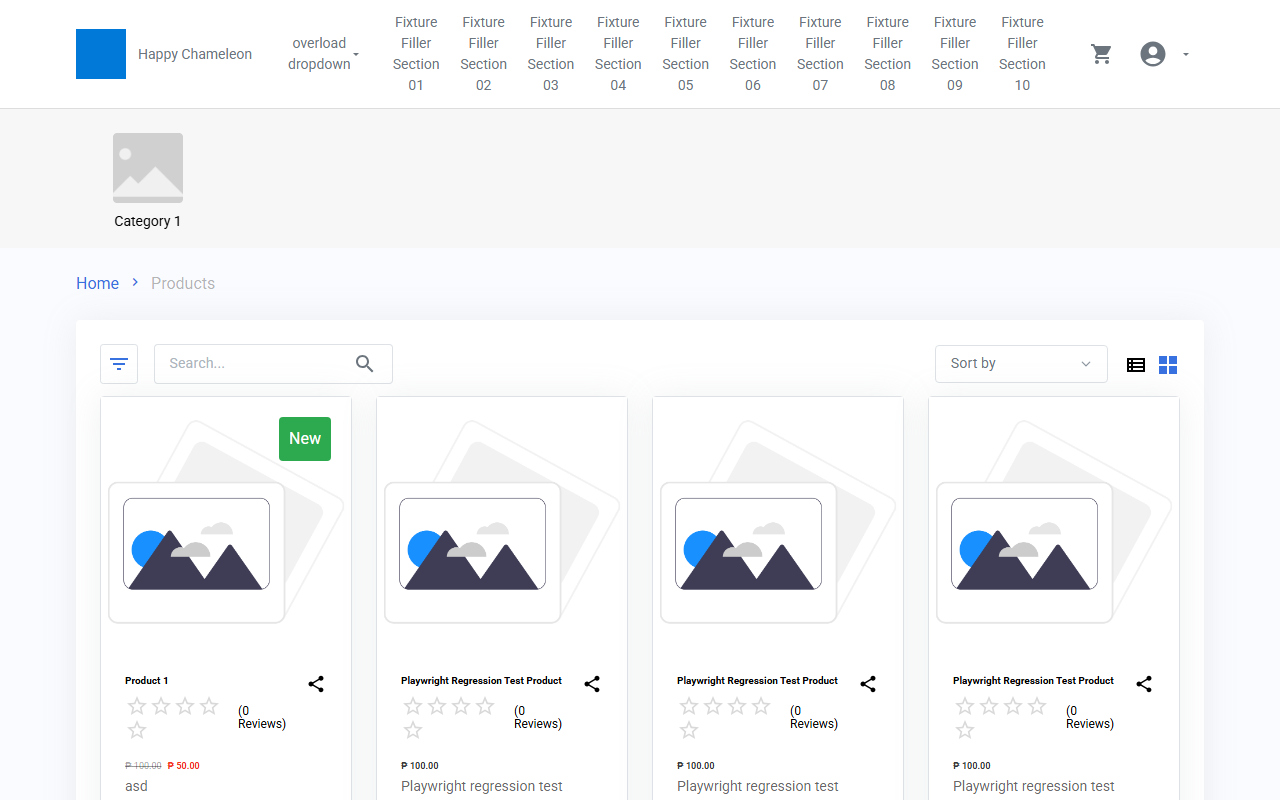 Happy Chameleon
overload
dropdown
Fixture Filler Section 01
Fixture Filler Section 02
Fixture Filler Section 03
Fixture Filler Section 04
Fixture Filler Section 05
Fixture Filler Section 06
Fixture Filler Section 07
Fixture Filler Section 08
Fixture Filler Section 09
Fixture Filler Section 10
Category 1
Home
Products
Search...
Sort by
New
Product 1
(0
Reviews)
₱ 100.00 ₱ 50.00
asd
Playwright Regression Test Product
(0
Reviews)
₱ 100.00
Playwright regression test
Playwright Regression Test Product
(0
Reviews)
₱ 100.00
Playwright regression test
Playwright Regression Test Product
(0
Reviews)
₱ 100.00
Playwright regression test